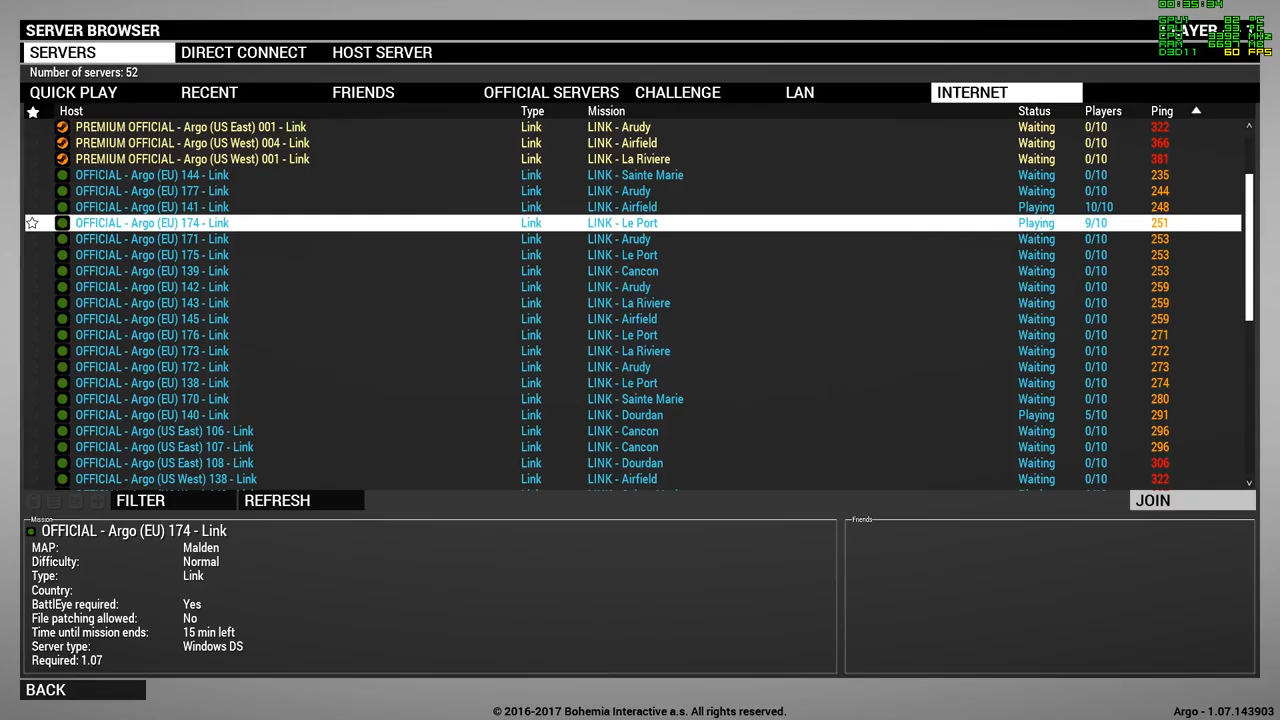 00:35:34
SERVER BROWSER
SERVERS DIRECT CONNECT HOST SERVER
Number of servers: 52
QUICK PLAY RECENT FRIENDS OFFICIAL SERVERS CHALLENGE LAN INTERNET
Host Type Mission Status Players Ping
PREMIUM OFFICIAL - Argo (US East) 001 - Link Link LINK - Arudy Waiting 0/10 322
PREMIUM OFFICIAL - Argo (US West) 004 - Link Link LINK - Airfield Waiting 0/10 366
PREMIUM OFFICIAL - Argo (US West) 001 - Link Link LINK - La Riviere Waiting 0/10 381
OFFICIAL - Argo (EU) 144 - Link Link LINK - Sainte Marie Waiting 0/10 235
OFFICIAL - Argo (EU) 177 - Link Link LINK - Arudy Waiting 0/10 244
OFFICIAL - Argo (EU) 141 - Link Link LINK - Airfield Playing 10/10 248
OFFICIAL - Argo (EU) 174 - Link Link LINK - Le Port Playing 9/10 251
OFFICIAL - Argo (EU) 171 - Link Link LINK - Arudy Waiting 0/10 253
OFFICIAL - Argo (EU) 175 - Link Link LINK - Le Port Waiting 0/10 253
OFFICIAL - Argo (EU) 139 - Link Link LINK - Cancon Waiting 0/10 253
OFFICIAL - Argo (EU) 142 - Link Link LINK - Arudy Waiting 0/10 259
OFFICIAL - Argo (EU) 143 - Link Link LINK - La Riviere Waiting 0/10 259
OFFICIAL - Argo (EU) 145 - Link Link LINK - Airfield Waiting 0/10 259
OFFICIAL - Argo (EU) 176 - Link Link LINK - Le Port Waiting 0/10 271
OFFICIAL - Argo (EU) 173 - Link Link LINK - La Riviere Waiting 0/10 272
OFFICIAL - Argo (EU) 172 - Link Link LINK - Arudy Waiting 0/10 273
OFFICIAL - Argo (EU) 138 - Link Link LINK - Le Port Waiting 0/10 274
OFFICIAL - Argo (EU) 170 - Link Link LINK - Sainte Marie Waiting 0/10 280
OFFICIAL - Argo (EU) 140 - Link Link LINK - Dourdan Playing 5/10 291
OFFICIAL - Argo (US East) 106 - Link Link LINK - Cancon Waiting 0/10 296
OFFICIAL - Argo (US East) 107 - Link Link LINK - Cancon Waiting 0/10 296
OFFICIAL - Argo (US East) 108 - Link Link LINK - Dourdan Waiting 0/10 306
OFFICIAL - Argo (US West) 138 - Link Link LINK - Airfield Waiting 0/10 322
FILTER REFRESH JOIN
Mission Friends
OFFICIAL - Argo (EU) 174 - Link
MAP: Malden
Difficulty: Normal
Type: Link
Country:
BattlEye required: Yes
File patching allowed: No
Time until mission ends: 15 min left
Server type: Windows DS
Required: 1.07
BACK
© 2016-2017 Bohemia Interactive a.s. All rights reserved. Argo - 1.07.143903